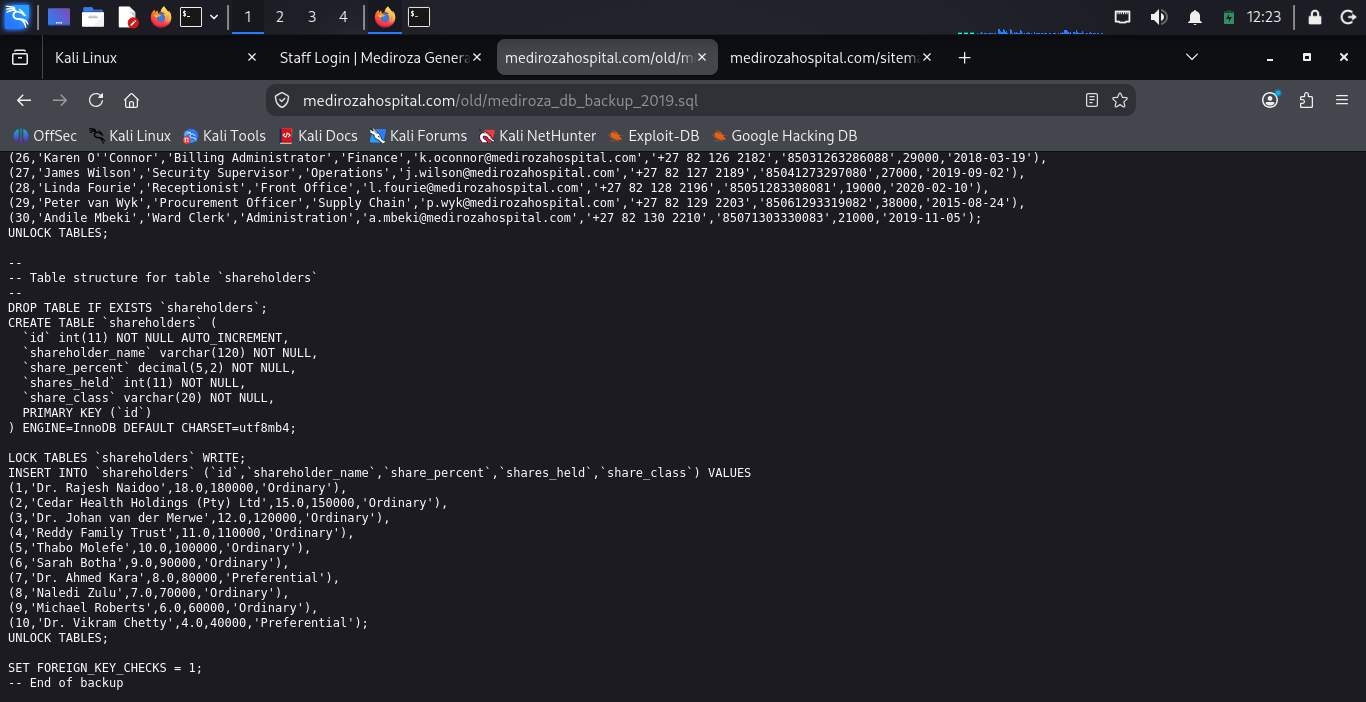 1 2 3 4 12:23
Kali Linux Staff Login | Mediroza Genera medirozahospital.com/old/m medirozahospital.com/sitema
medirozahospital.com/old/mediroza_db_backup_2019.sql
OffSec Kali Linux Kali Tools Kali Docs Kali Forums Kali NetHunter Exploit-DB Google Hacking DB
(26,'Karen O''Connor','Billing Administrator','Finance','k.oconnor@medirozahospital.com','+27 82 126 2182','85031263286088',29000,'2018-03-19'),
(27,'James Wilson','Security Supervisor','Operations','j.wilson@medirozahospital.com','+27 82 127 2189','85041273297080',27000,'2019-09-02'),
(28,'Linda Fourie','Receptionist','Front Office','l.fourie@medirozahospital.com','+27 82 128 2196','85051283308081',19000,'2020-02-10'),
(29,'Peter van Wyk','Procurement Officer','Supply Chain','p.wyk@medirozahospital.com','+27 82 129 2203','85061293319082',38000,'2015-08-24'),
(30,'Andile Mbeki','Ward Clerk','Administration','a.mbeki@medirozahospital.com','+27 82 130 2210','85071303330083',21000,'2019-11-05');
UNLOCK TABLES;
--
-- Table structure for table `shareholders`
--
DROP TABLE IF EXISTS `shareholders`;
CREATE TABLE `shareholders` (
`id` int(11) NOT NULL AUTO_INCREMENT,
`shareholder_name` varchar(120) NOT NULL,
`share_percent` decimal(5,2) NOT NULL,
`shares_held` int(11) NOT NULL,
`share_class` varchar(20) NOT NULL,
PRIMARY KEY (`id`)
) ENGINE=InnoDB DEFAULT CHARSET=utf8mb4;
LOCK TABLES `shareholders` WRITE;
INSERT INTO `shareholders` (`id`,`shareholder_name`,`share_percent`,`shares_held`,`share_class`) VALUES
(1,'Dr. Rajesh Naidoo',18.0,180000,'Ordinary'),
(2,'Cedar Health Holdings (Pty) Ltd',15.0,150000,'Ordinary'),
(3,'Dr. Johan van der Merwe',12.0,120000,'Ordinary'),
(4,'Reddy Family Trust',11.0,110000,'Ordinary'),
(5,'Thabo Molefe',10.0,100000,'Ordinary'),
(6,'Sarah Botha',9.0,90000,'Ordinary'),
(7,'Dr. Ahmed Kara',8.0,80000,'Preferential'),
(8,'Naledi Zulu',7.0,70000,'Ordinary'),
(9,'Michael Roberts',6.0,60000,'Ordinary'),
(10,'Dr. Vikram Chetty',4.0,40000,'Preferential');
UNLOCK TABLES;
SET FOREIGN_KEY_CHECKS = 1;
-- End of backup